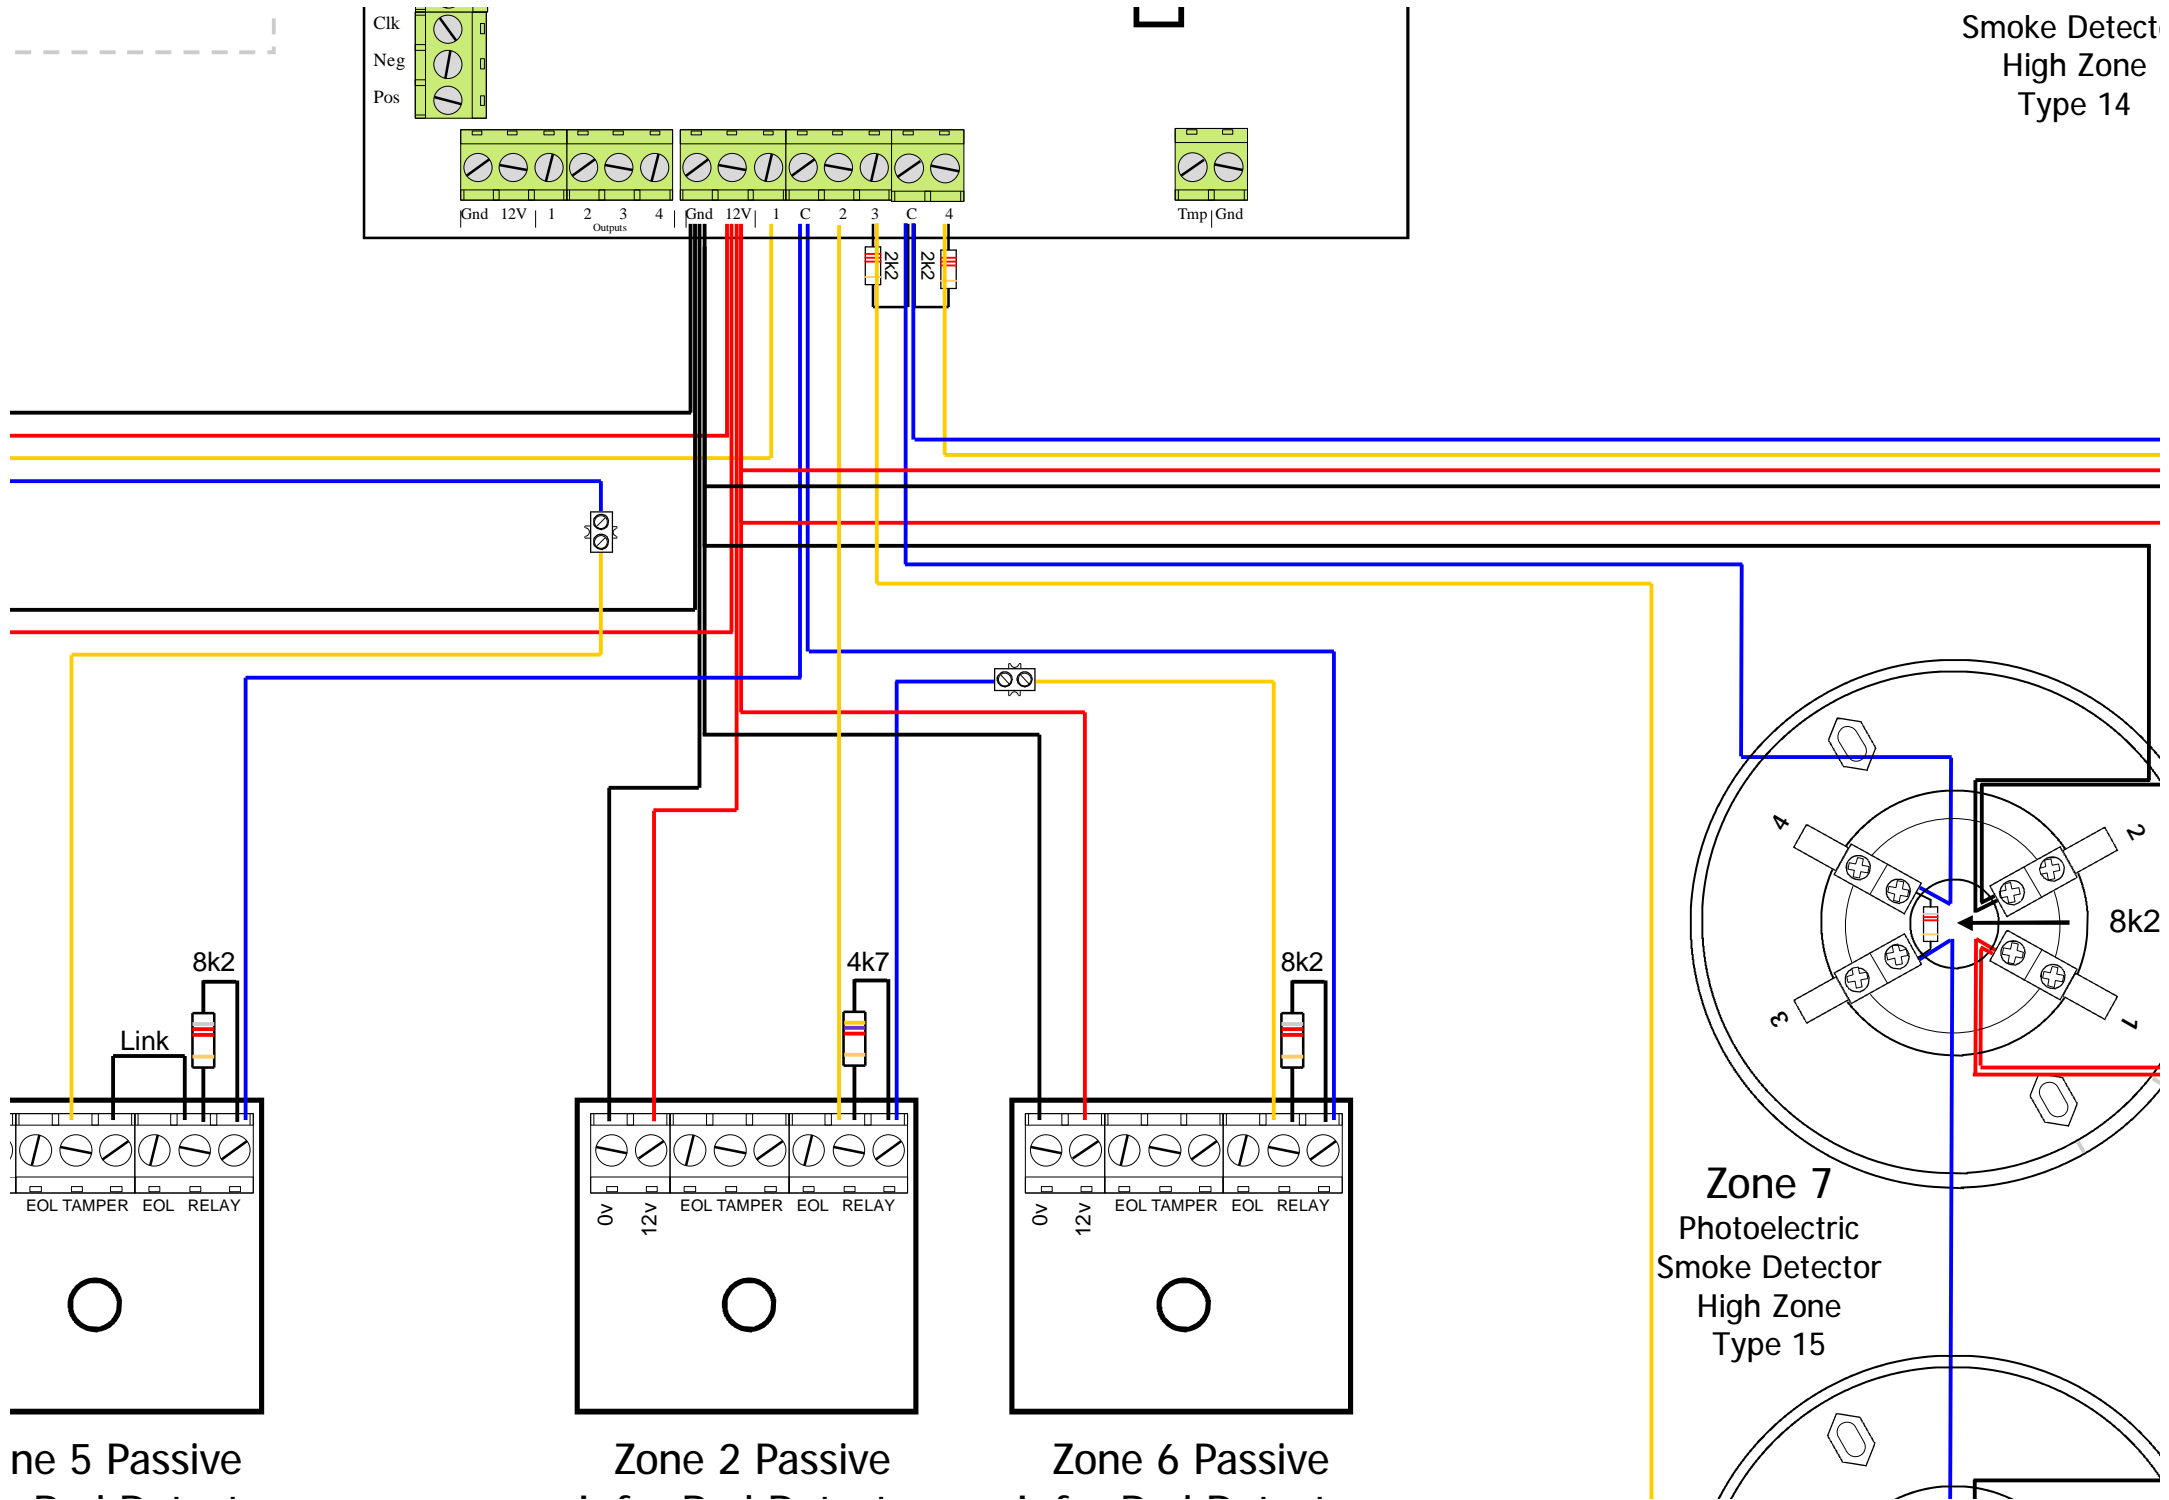 Clk
Neg
Pos
Smoke
High Zone
Type 14
Gnd 12V 1 2 3 4 Gnd 12V 1 C 2 3 C 4
Outputs
Tmp Gnd
2k2 2k2
4 2
8k2
3 1
8k2
Link
4k7
8k2
EOL TAMPER EOL RELAY
0v 12v EOL TAMPER EOL RELAY
0v 12v EOL TAMPER EOL RELAY
Zone 7
Photoelectric
Smoke Detector
High Zone
Type 15
5 Passive
Zone 2 Passive
Zone 6 Passive